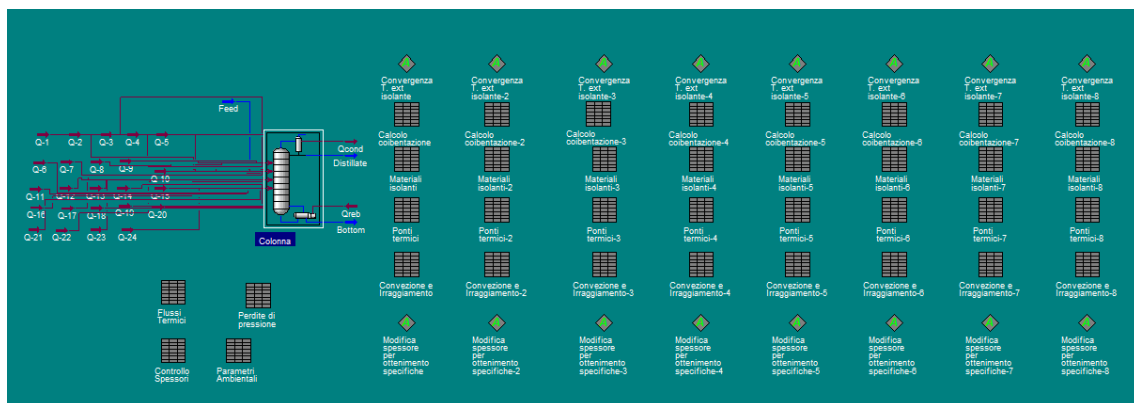 Feed
Q-1 Q-2 Q-3 Q-4 Q-5
Q-6 Q-7 Q-8 Q-9
Q-10
Q-11 Q-12 Q-13 Q-14 Q-15
Q-16 Q-17 Q-18 Q-19 Q-20
Q-21 Q-22 Q-23 Q-24
Qcond
Distillate
Qreb
Bottom
Colonna
Flussi
Termici
Perdite di
pressione
Controllo
Spessori
Parametri
Ambientali
Convergenza
T. ext
isolante
Calcolo
coibentazione
Materiali
isolanti
Ponti
termici
Convezione e
Irraggiamento
Modifica
spessore
per
ottenimento
specifiche
Convergenza
T. ext
isolante-2
Calcolo
coibentazione-2
Materiali
isolanti-2
Ponti
termici-2
Convezione e
Irraggiamento-2
Modifica
spessore
per
ottenimento
specifiche-2
Convergenza
T. ext
isolante-3
Calcolo
coibentazione-3
Materiali
isolanti-3
Ponti
termici-3
Convezione e
Irraggiamento-3
Modifica
spessore
per
ottenimento
specifiche-3
Convergenza
T. ext
isolante-4
Calcolo
coibentazione-4
Materiali
isolanti-4
Ponti
termici-4
Convezione e
Irraggiamento-4
Modifica
spessore
per
ottenimento
specifiche-4
Convergenza
T. ext
isolante-5
Calcolo
coibentazione-5
Materiali
isolanti-5
Ponti
termici-5
Convezione e
Irraggiamento-5
Modifica
spessore
per
ottenimento
specifiche-5
Convergenza
T. ext
isolante-6
Calcolo
coibentazione-6
Materiali
isolanti-6
Ponti
termici-6
Convezione e
Irraggiamento-6
Modifica
spessore
per
ottenimento
specifiche-6
Convergenza
T. ext
isolante-7
Calcolo
coibentazione-7
Materiali
isolanti-7
Ponti
termici-7
Convezione e
Irraggiamento-7
Modifica
spessore
per
ottenimento
specifiche-7
Convergenza
T. ext
isolante-8
Calcolo
coibentazione-8
Materiali
isolanti-8
Ponti
termici-8
Convezione e
Irraggiamento-8
Modifica
spessore
per
ottenimento
specifiche-8